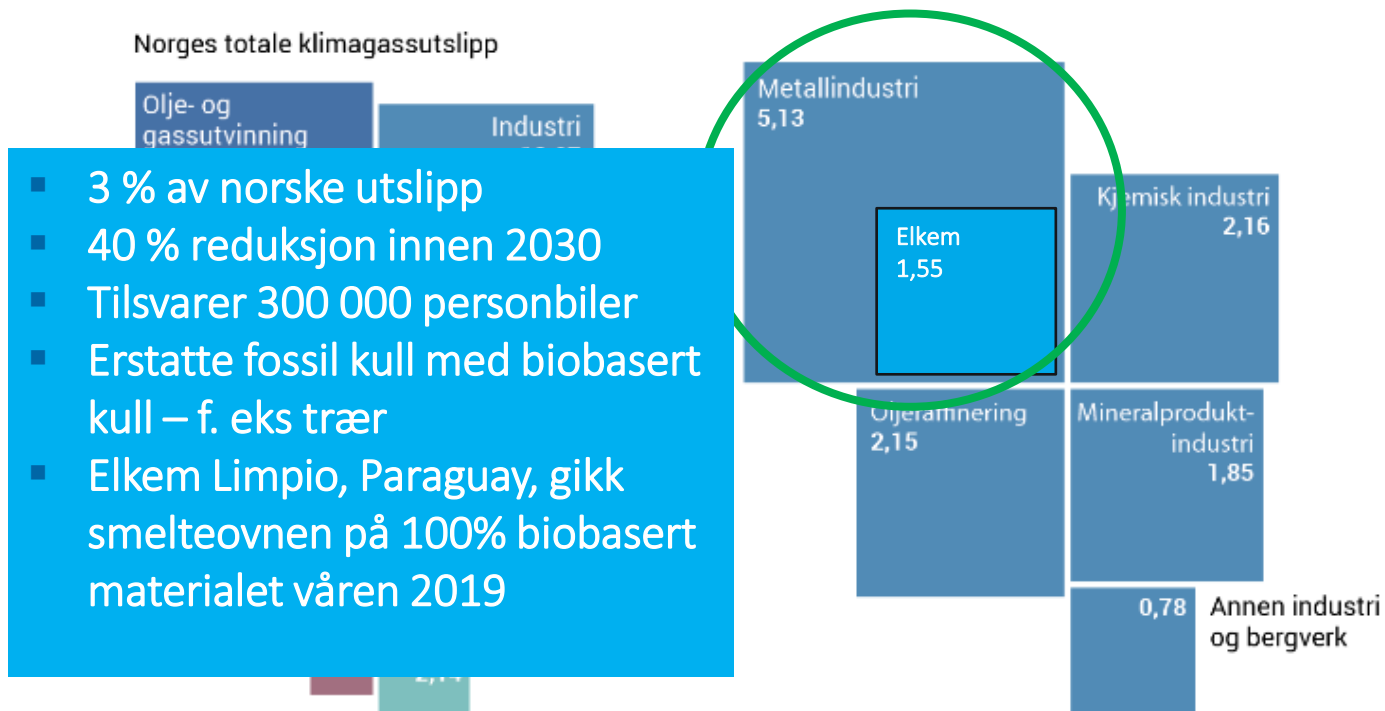 Norges totale klimagassutslipp
Olje- og
gassutvinning
Industri
3 % av norske utslipp
40 % reduksjon innen 2030
Tilsvarer 300 000 personbiler
Erstatte fossil kull med biobasert
kull – f. eks trær
Elkem Limpio, Paraguay, gikk
smelteovnen på 100% biobasert
materialet våren 2019
Metallindustri
5,13
Elkem
1,55
Kjemisk industri
2,16
Oljeraffinering
2,15
Mineralprodukt-
industri
1,85
0,78
Annen industri
og bergverk